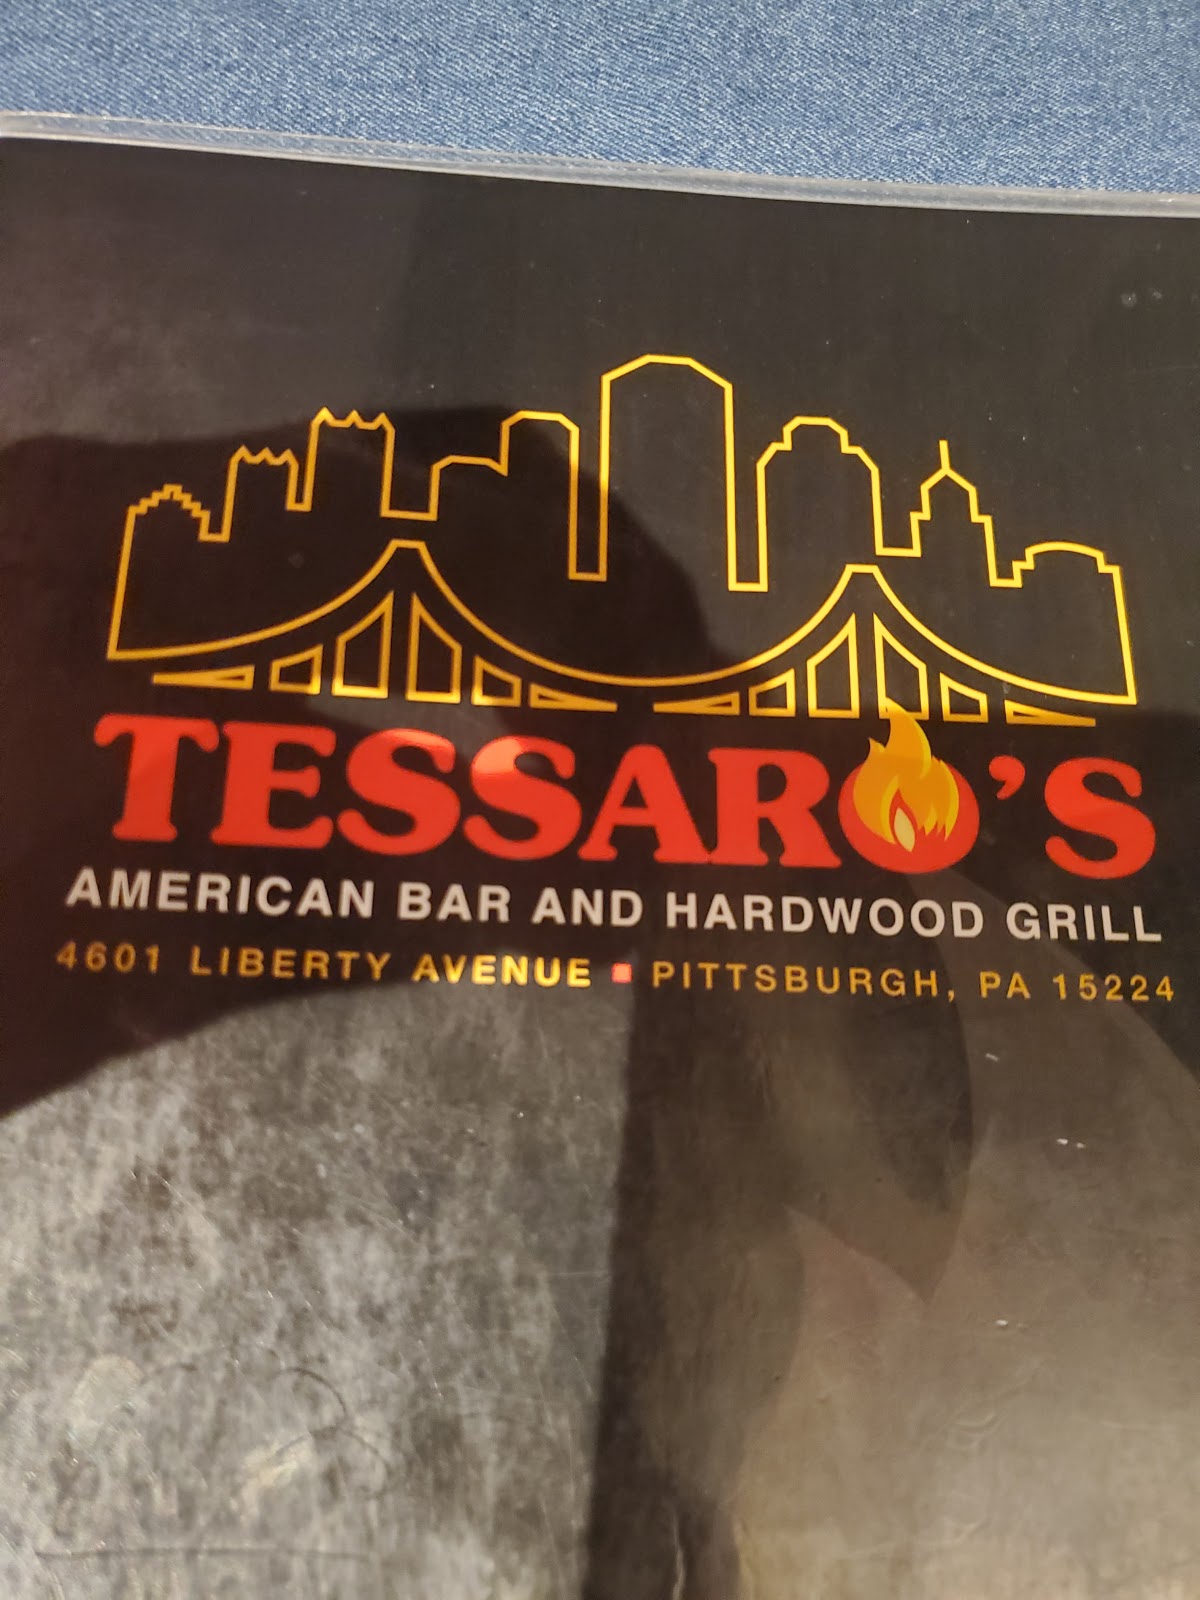 TESSARO'S
AMERICAN BAR AND HARDWOOD GRILL
4601 LIBERTY AVENUE ▪ PITTSBURGH, PA 15224